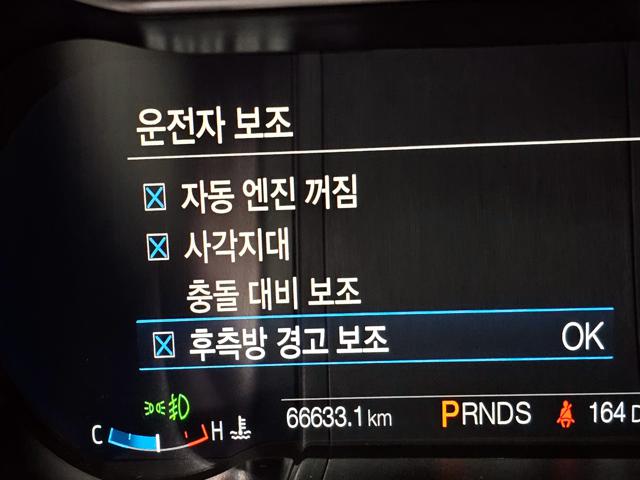 운전자 보조
자동 엔진 꺼짐
사각지대
충돌 대비 보조
후측방 경고 보조 OK
C H 66633.1 km PRNDS 164 D